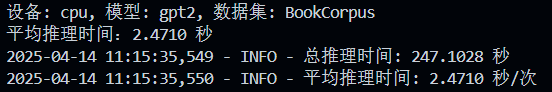 设备: cpu, 模型: gpt2, 数据集: BookCorpus
平均推理时间: 2.4710 秒
2025-04-14 11:15:35,549 - INFO - 总推理时间: 247.1028 秒
2025-04-14 11:15:35,550 - INFO - 平均推理时间: 2.4710 秒/次